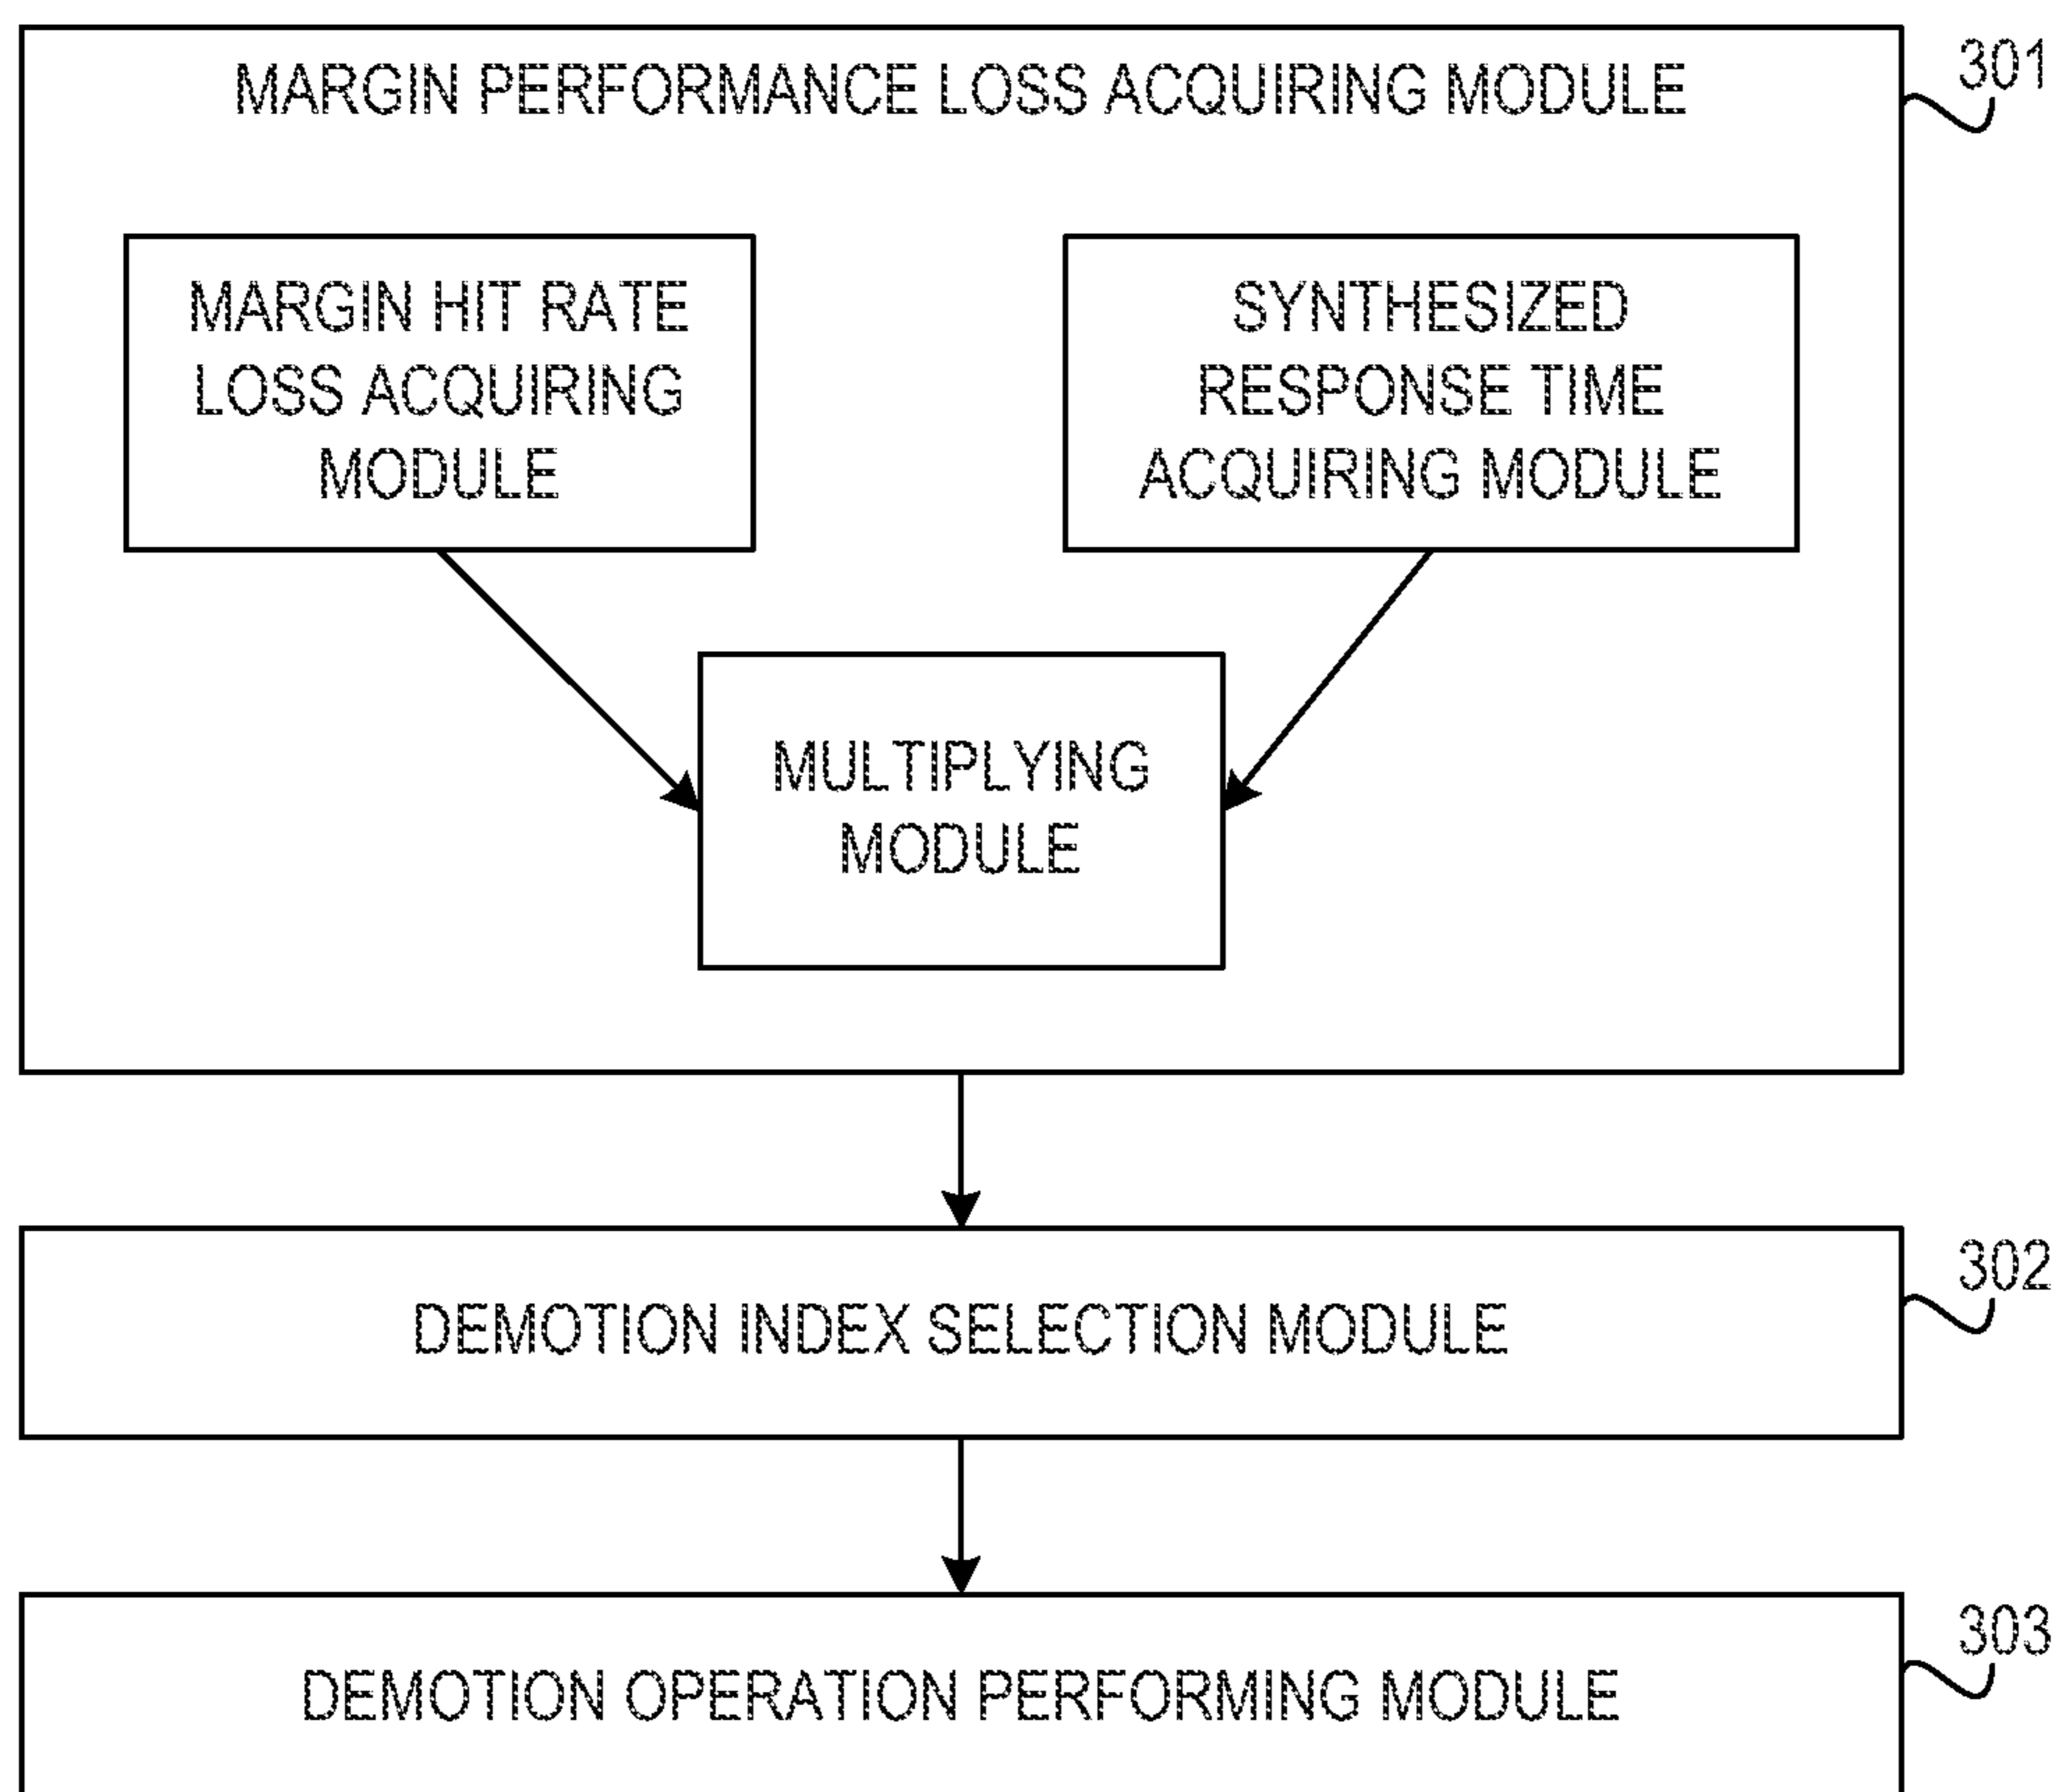 MARGIN PERFORMANCE LOSS ACQUIRING MODULE
301
MARGIN HIT RATE
LOSS ACQUIRING
MODULE
SYNTHESIZED
RESPONSE TIME
ACQUIRING MODULE
MULTIPLYING
MODULE
302
DEMOTION INDEX SELECTION MODULE
303
DEMOTION OPERATION PERFORMING MODULE